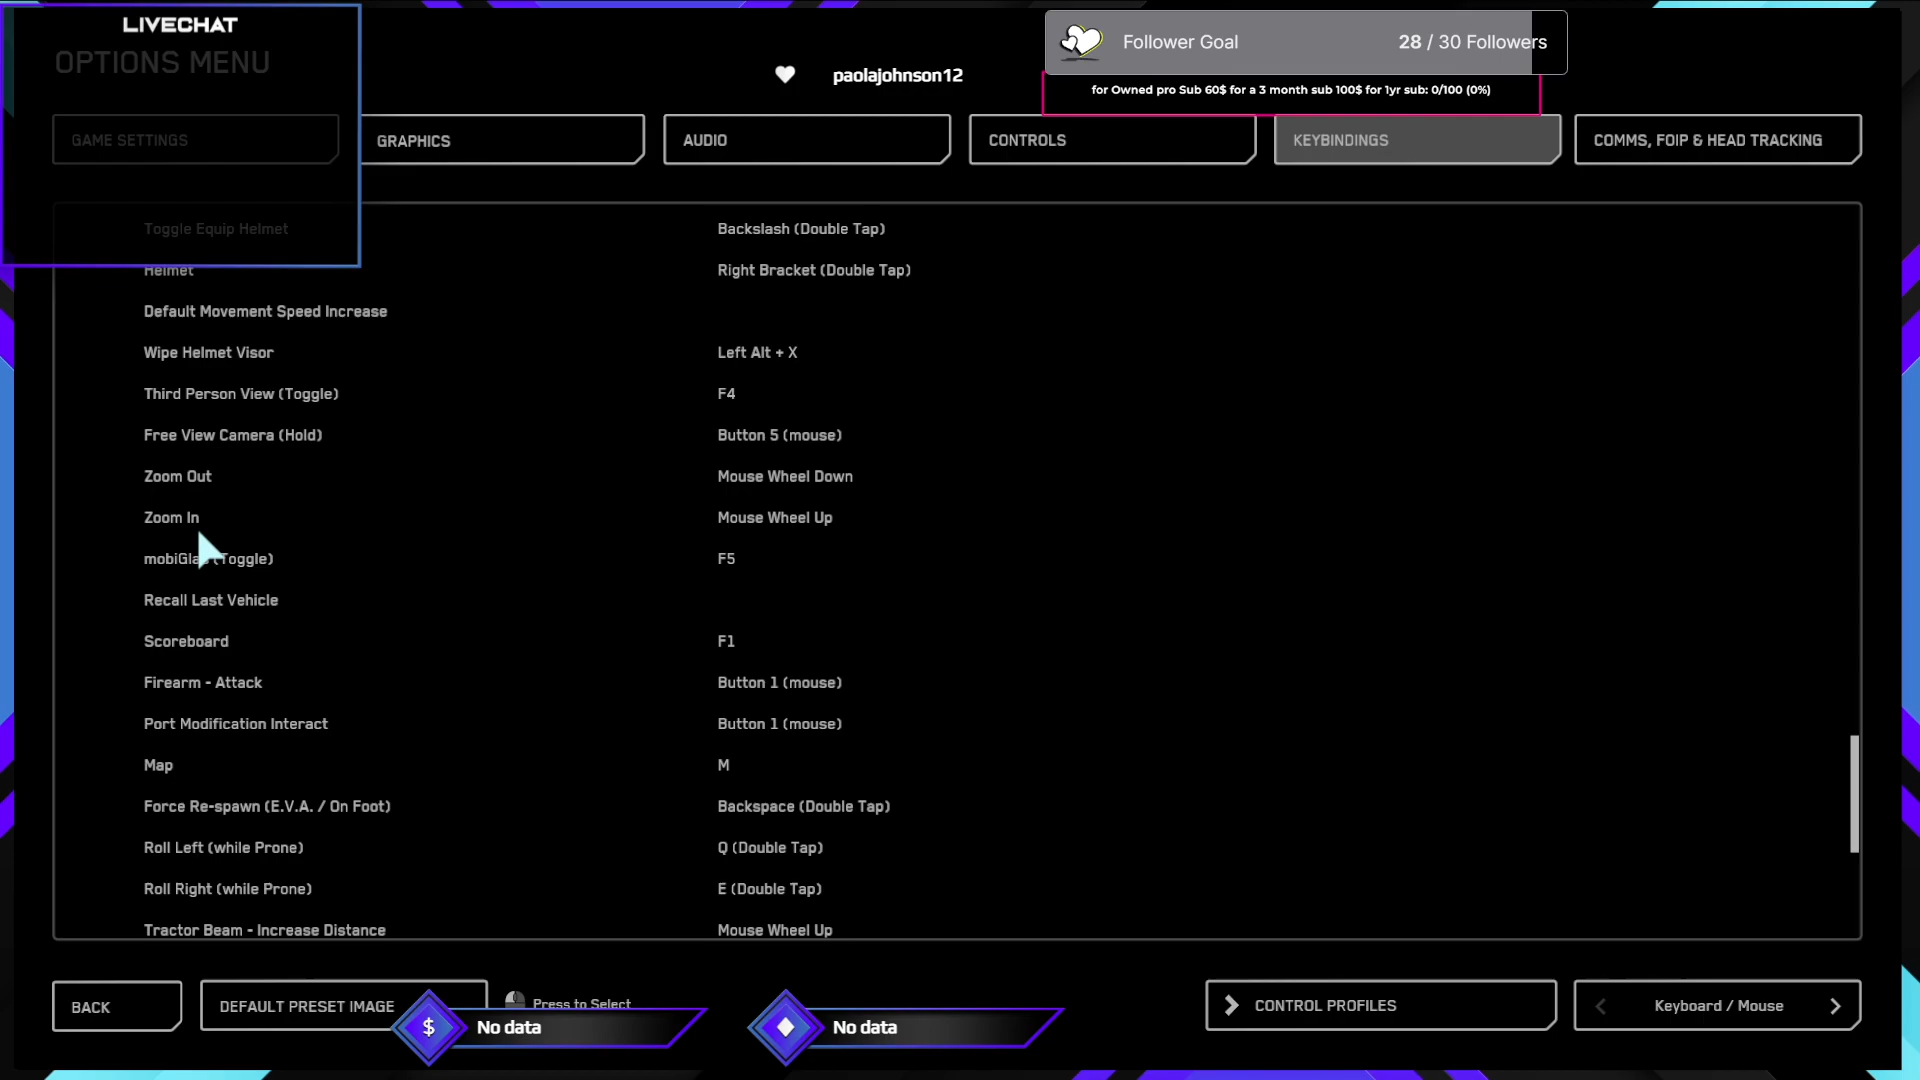 LIVECHAT
OPTIONS MENU
paolajohnson12
Follower Goal 28 / 30 Followers
for Owned pro Sub 60$ for a 3 month sub 100$ for 1yr sub: 0/100 (0%)
GAME SETTINGS
GRAPHICS
AUDIO
CONTROLS
KEYBINDINGS
COMMS, FOIP & HEAD TRACKING
Toggle Equip Helmet Backslash (Double Tap)
Helmet Right Bracket (Double Tap)
Default Movement Speed Increase
Wipe Helmet Visor Left Alt + X
Third Person View (Toggle) F4
Free View Camera (Hold) Button 5 (mouse)
Zoom Out Mouse Wheel Down
Zoom In Mouse Wheel Up
mobiGlas (Toggle) F5
Recall Last Vehicle
Scoreboard F1
Firearm - Attack Button 1 (mouse)
Port Modification Interact Button 1 (mouse)
Map M
Force Re-spawn (E.V.A. / On Foot) Backspace (Double Tap)
Roll Left (while Prone) Q (Double Tap)
Roll Right (while Prone) E (Double Tap)
Tractor Beam - Increase Distance Mouse Wheel Up
BACK
DEFAULT PRESET IMAGE
Press to Select
$ No data
No data
CONTROL PROFILES
Keyboard / Mouse